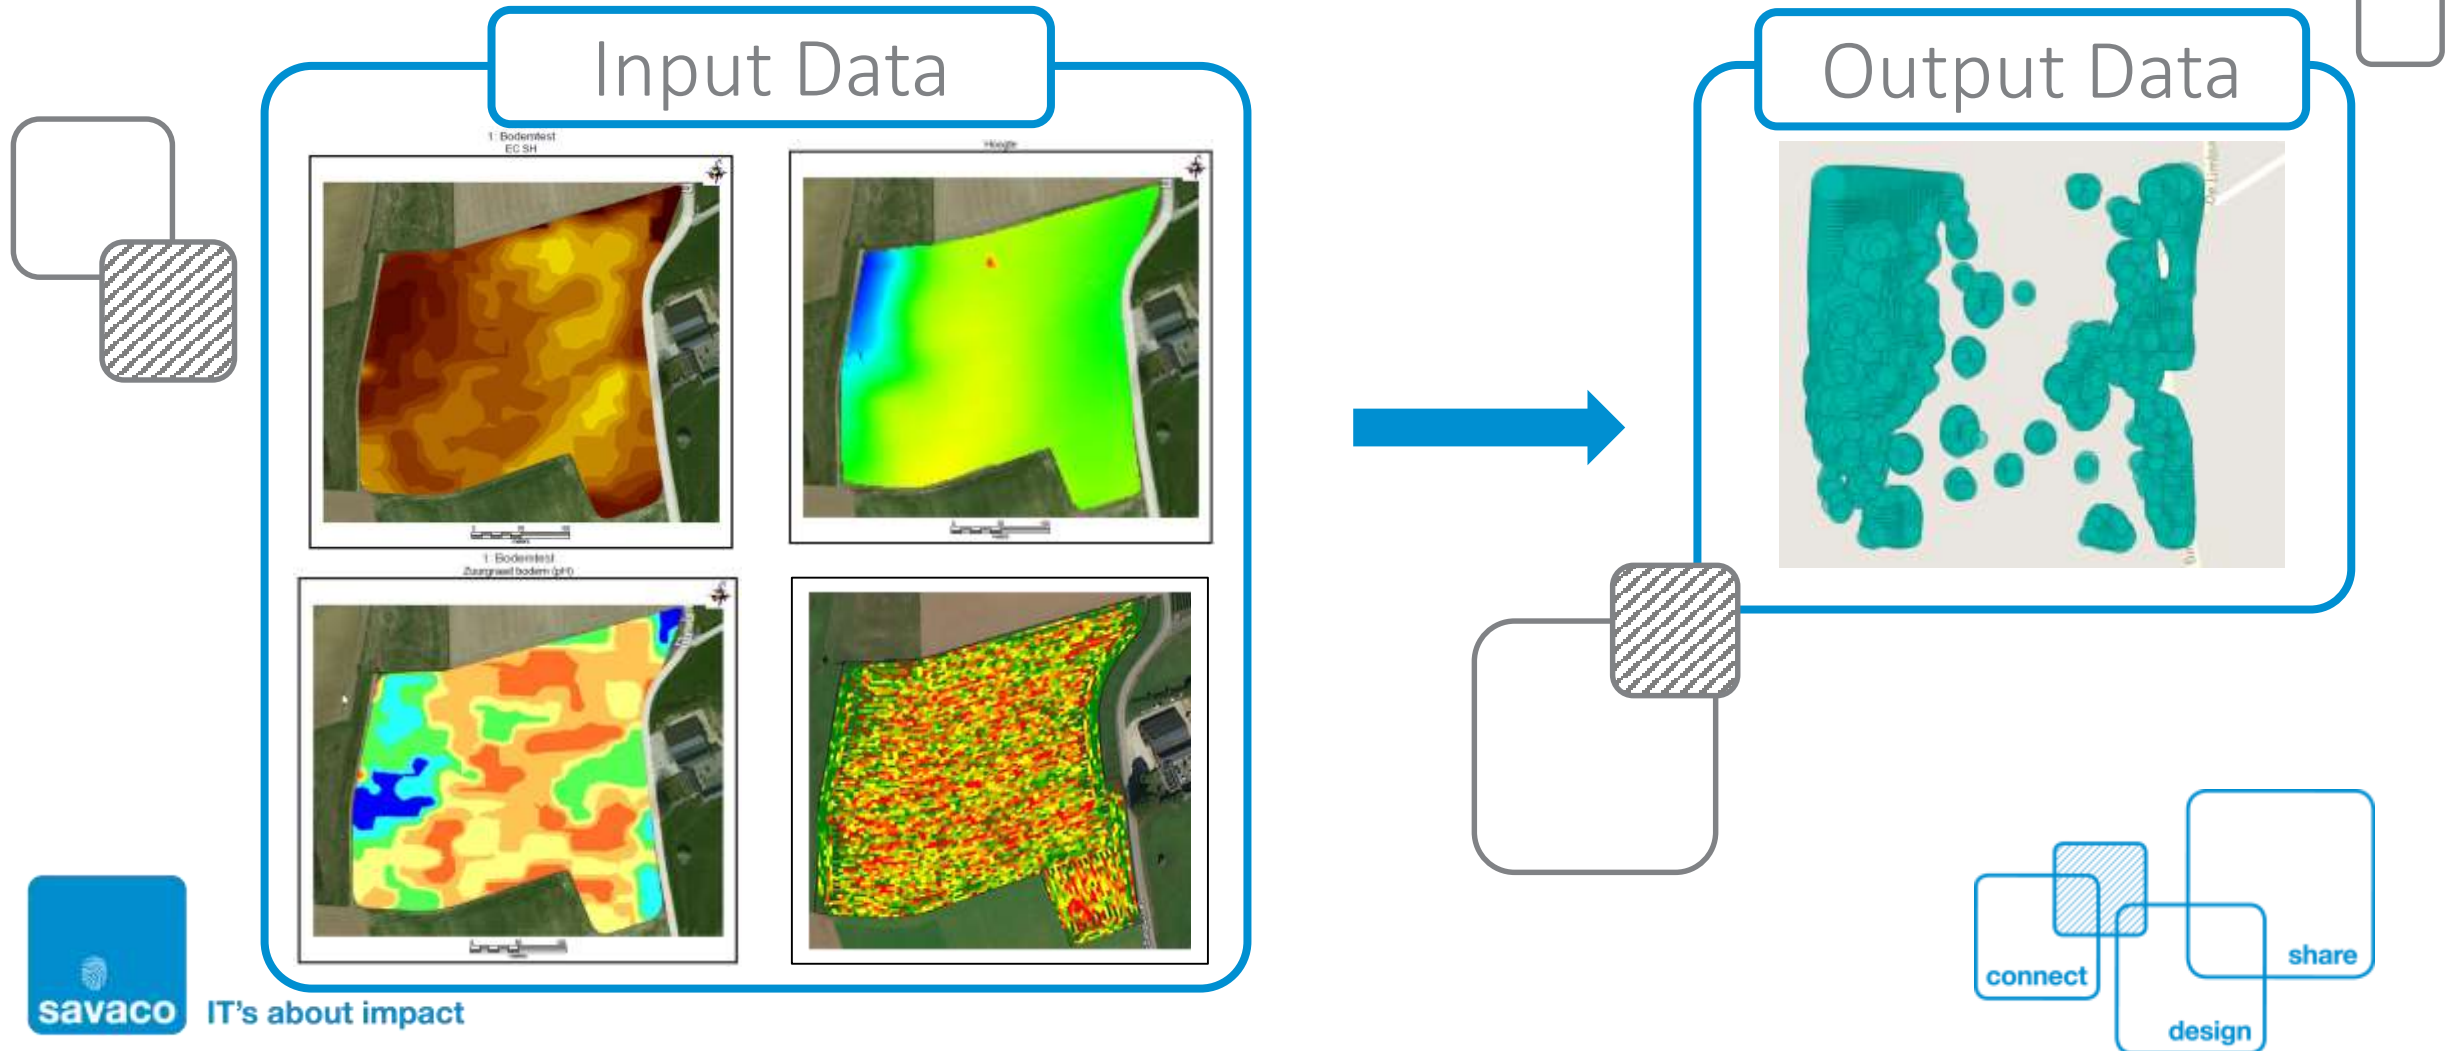 Input Data
Output Data
1: Bodemtest
EC SH
Hoogte
1: Bodemtest
Zuurgraad bodem (pH)
savaco
IT's about impact
connect
share
design